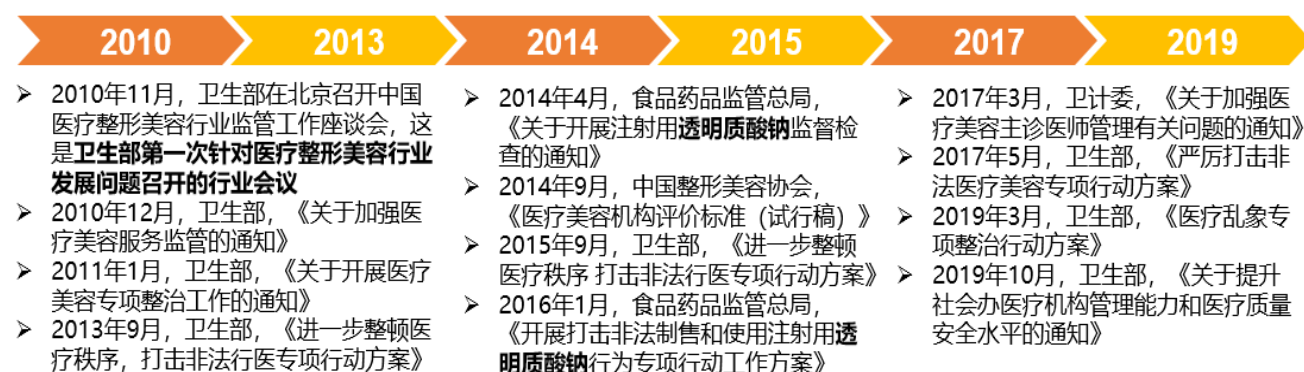 2010
2013
2014
2015
2017
2019
➢ 2010年11月，卫生部在北京召开中国
医疗整形美容行业监管工作座谈会，这
是卫生部第一次针对医疗整形美容行业
发展问题召开的行业会议
➢ 2010年12月，卫生部，《关于加强医
疗美容服务监管的通知》
➢ 2011年1月，卫生部，《关于开展医疗
美容专项整治工作的通知》
➢ 2013年9月，卫生部，《进一步整顿医
疗秩序，打击非法行医专项行动方案》
➢ 2014年4月，食品药品监管总局，
《关于开展注射用透明质酸钠监督检
查的通知》
➢ 2014年9月，中国整形美容协会，
《医疗美容机构评价标准（试行稿）》
➢ 2015年9月，卫生部，《进一步整顿
医疗秩序 打击非法行医专项行动方案》
➢ 2016年1月，食品药品监管总局，
《开展打击非法制售和使用注射用透
明质酸钠行为专项行动工作方案》
➢ 2017年3月，卫计委，《关于加强医
疗美容主诊医师管理有关问题的通知》
➢ 2017年5月，卫生部，《严厉打击非
法医疗美容专项行动方案》
➢ 2019年3月，卫生部，《医疗乱象专
项整治行动方案》
➢ 2019年10月，卫生部，《关于提升
社会办医疗机构管理能力和医疗质量
安全水平的通知》